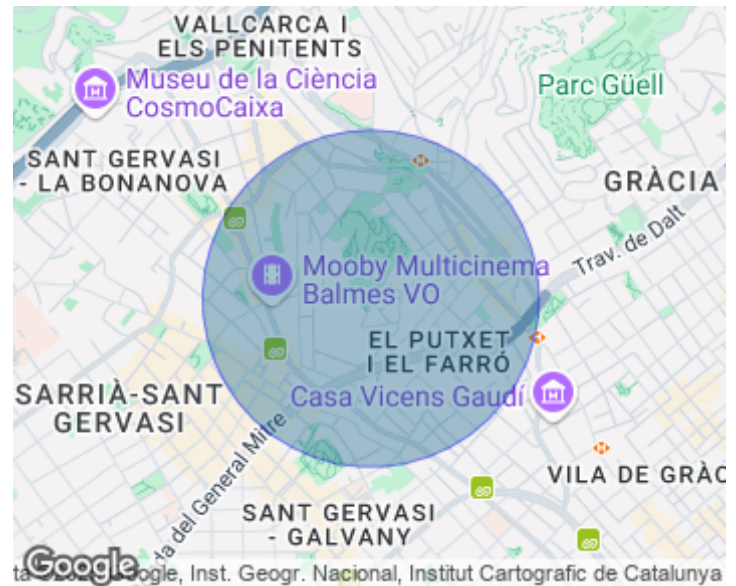 VALLCARCA I
ELS PENITENTS
Museu de la Ciència
CosmoCaixa
Parc Güell
SANT GERVASI
- LA BONANOVA
GRÀCIA
Trav. de Dalt
Mooby Multicinema
Balmes VO
EL PUTXET
I EL FARRÓ
Casa Vicens Gaudí
SARRIÀ-SANT
GERVASI
da del General Mitre
VILA DE GRÀC
SANT GERVASI
- GALVANY
Google
Google, Inst. Geogr. Nacional, Institut Cartografic de Catalunya